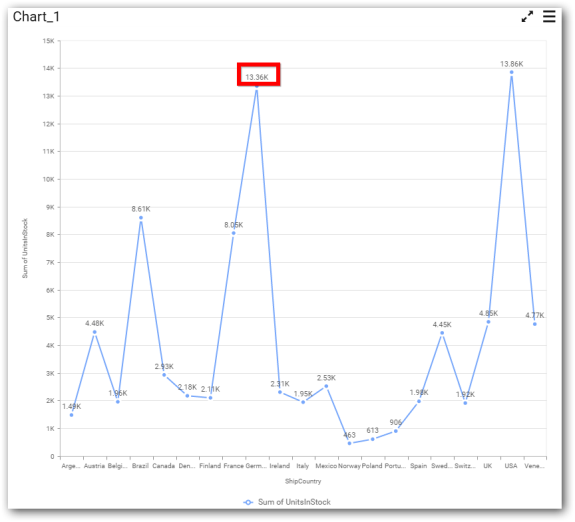 Chart_1
15K
14K
13K
12K
11K
10K
9K
8K
7K
6K
5K
4K
3K
2K
1K
0
Sum of UnitsInStock
1.49K
4.48K
1.96K
8.61K
2.93K
2.18K
2.11K
8.05K
13.36K
2.31K
1.95K
2.53K
463
613
906
1.98K
4.45K
1.92K
4.85K
13.86K
4.77K
Arge... Austria Belgi... Brazil Canada Den... Finland France Germ... Ireland Italy Mexico Norway Poland Portu... Spain Swed... Switz... UK USA Vene...
ShipCountry
Sum of UnitsInStock